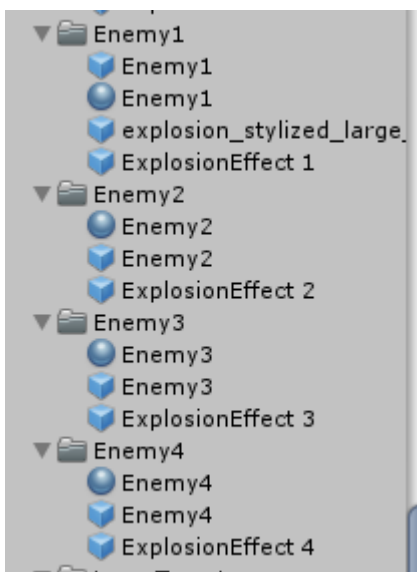 Enemy1
Enemy1
Enemy1
explosion_stylized_large_
ExplosionEffect 1
Enemy2
Enemy2
Enemy2
ExplosionEffect 2
Enemy3
Enemy3
Enemy3
ExplosionEffect 3
Enemy4
Enemy4
Enemy4
ExplosionEffect 4